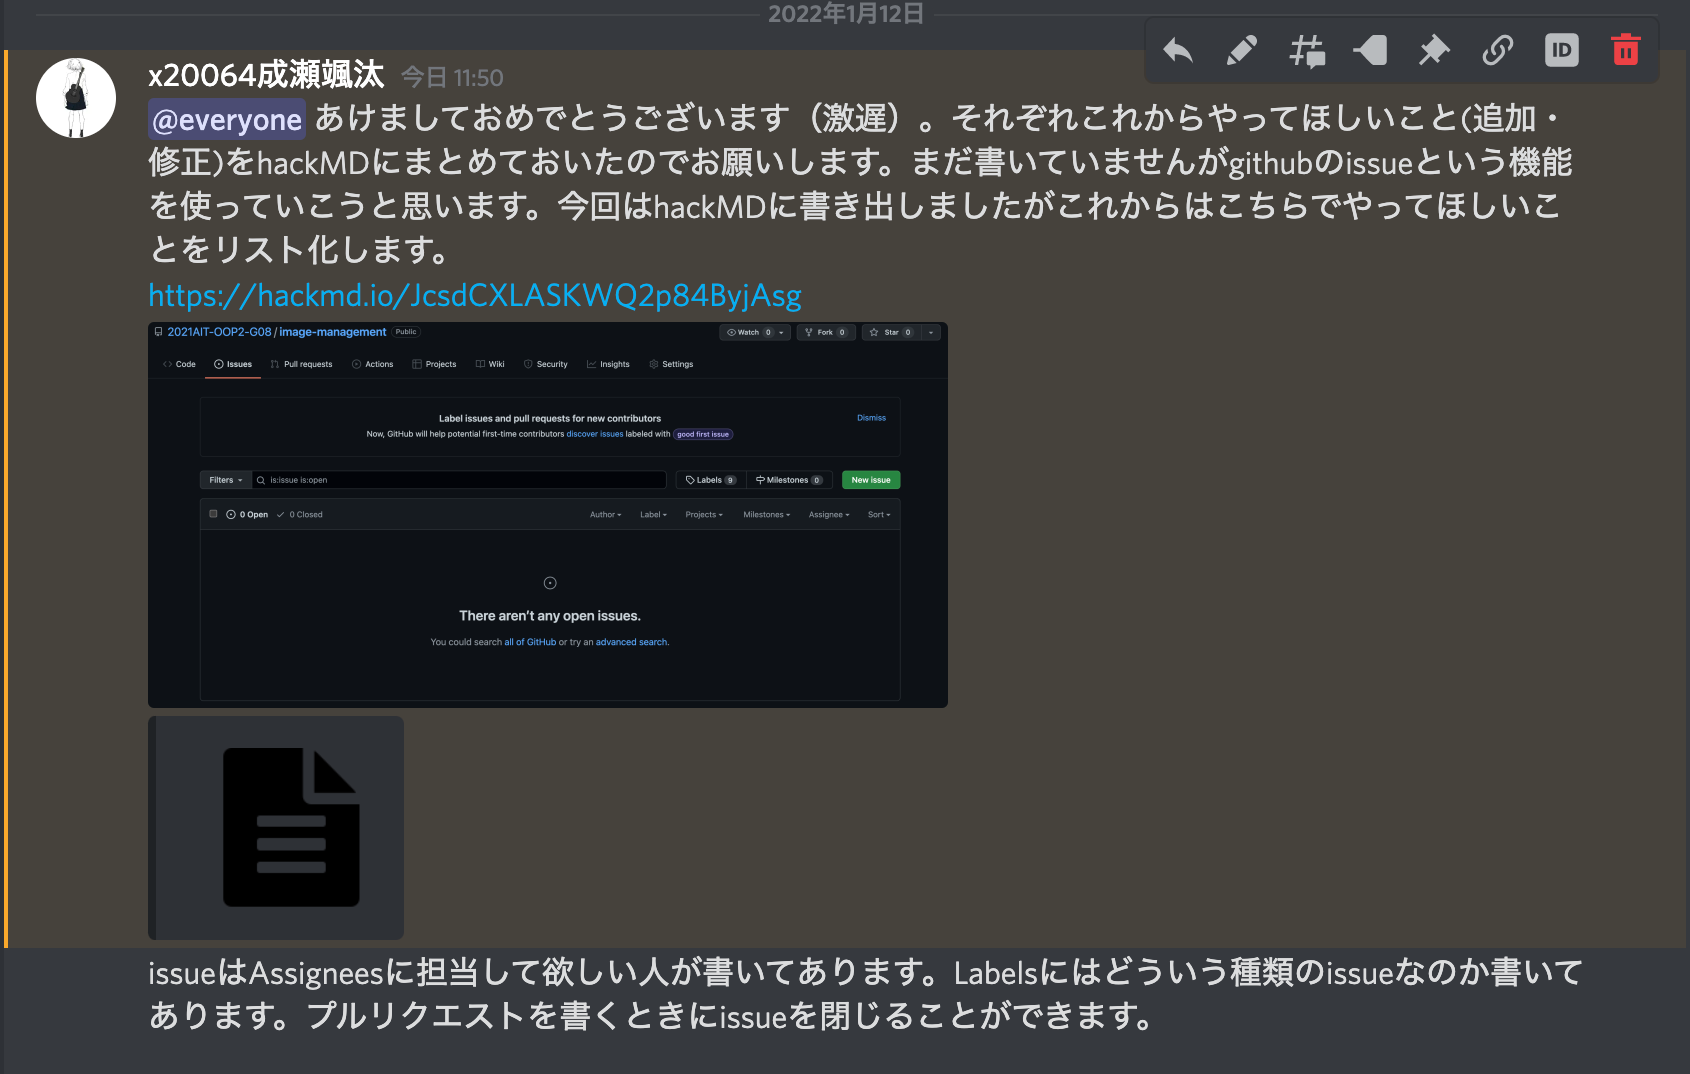 2022年1月12日
x20064成瀬颯汰 今日 11:50
ID
@everyone あけましておめでとうございます（激遅）。それぞれこれからやってほしいこと(追加・
修正)をhackMDにまとめておいたのでお願いします。まだ書いていませんがgithubのissueという機能
を使っていこうと思います。今回はhackMDに書き出しましたがこれからはこちらでやってほしいこ
とをリスト化します。
https://hackmd.io/JcsdCXLASKWQ2p84ByjAsg
2021AIT-OOP2-G08 / image-management Public
Watch 0 Fork 0 Star 0
Code Issues Pull requests Actions Projects Wiki Security Insights Settings
Label issues and pull requests for new contributors
Dismiss
Now, GitHub will help potential first-time contributors discover issues labeled with good first issue
Filters is:issue is:open Labels 9 Milestones 0 New issue
0 Open 0 Closed Author Label Projects Milestones Assignee Sort
There aren't any open issues.
You could search all of GitHub or try an advanced search.
issueはAssigneesに担当して欲しい人が書いてあります。Labelsにはどういう種類のissueなのか書いて
あります。プルリクエストを書くときにissueを閉じることができます。